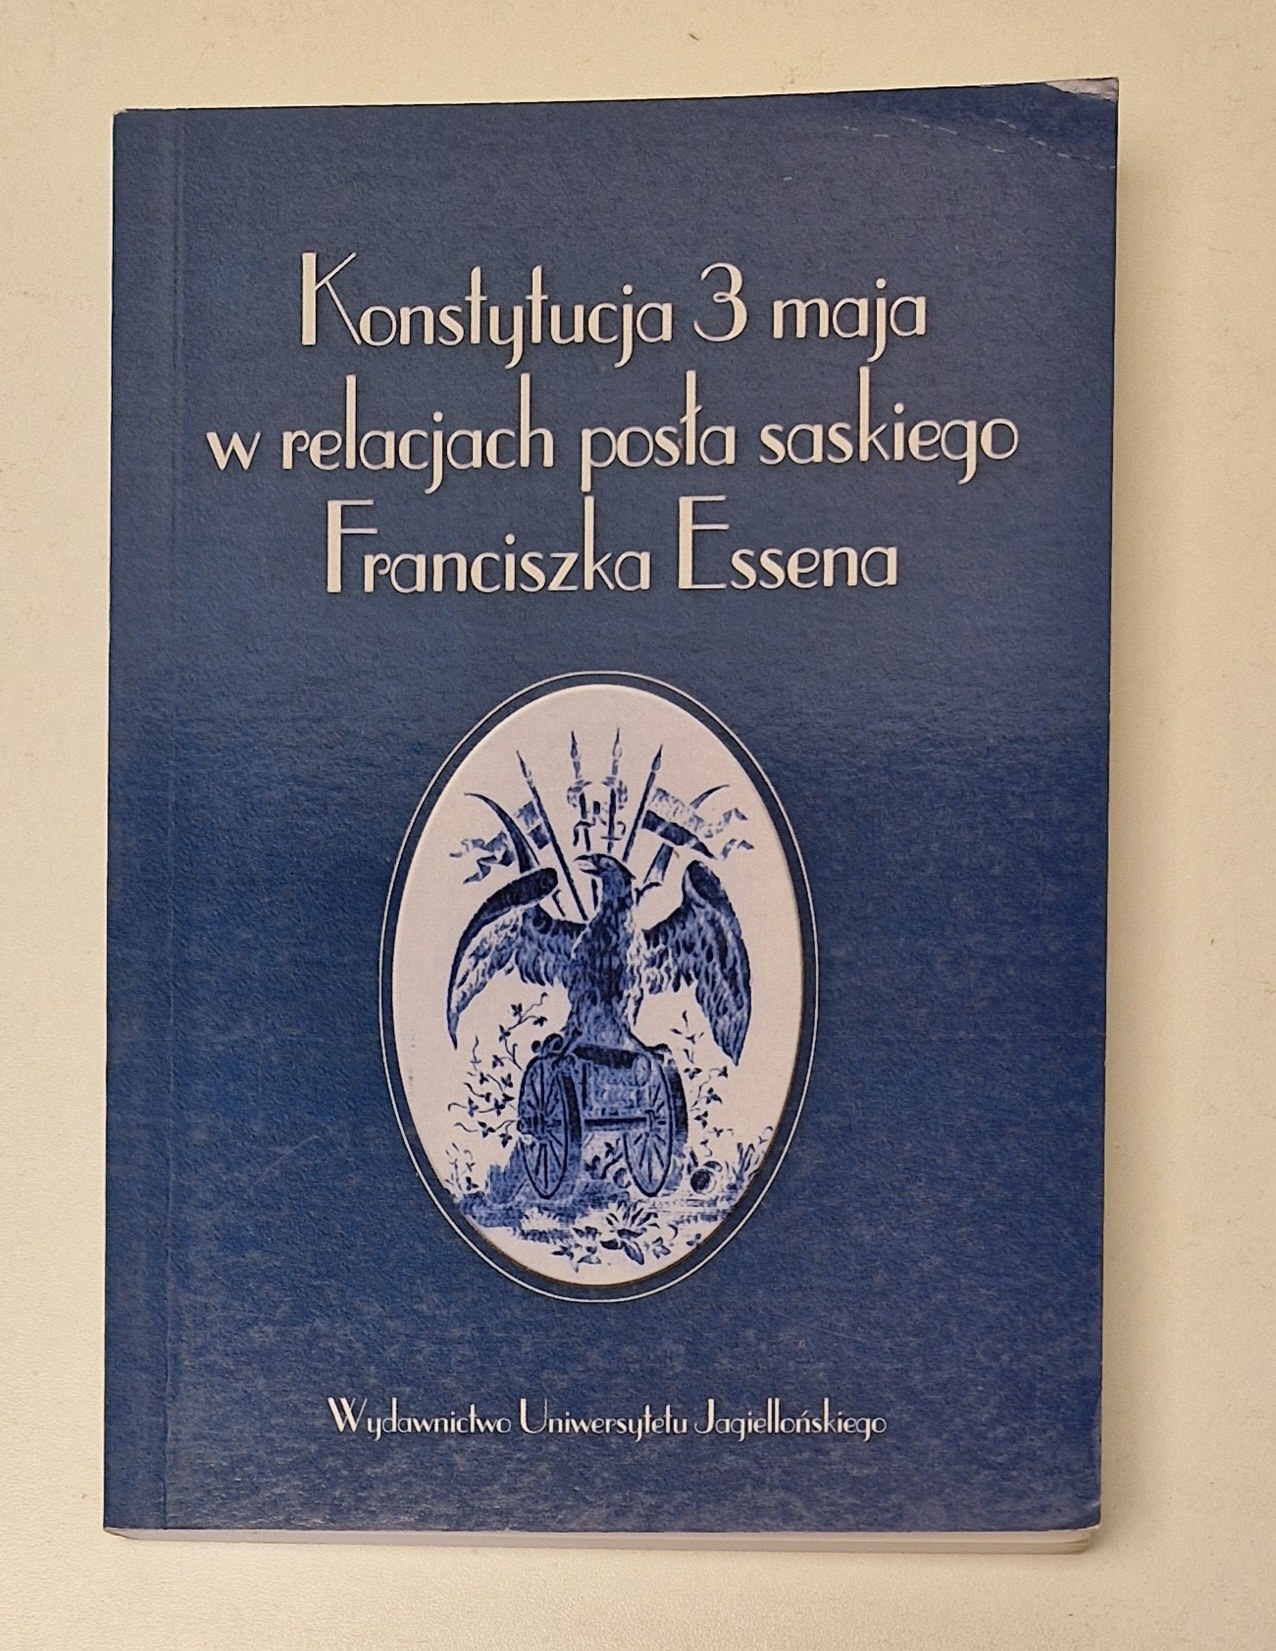 Konstytucja 3 maja
w relacjach posła saskiego
Franciszka Essena
Wydawnictwo Uniwersytetu Jagiellońskiego